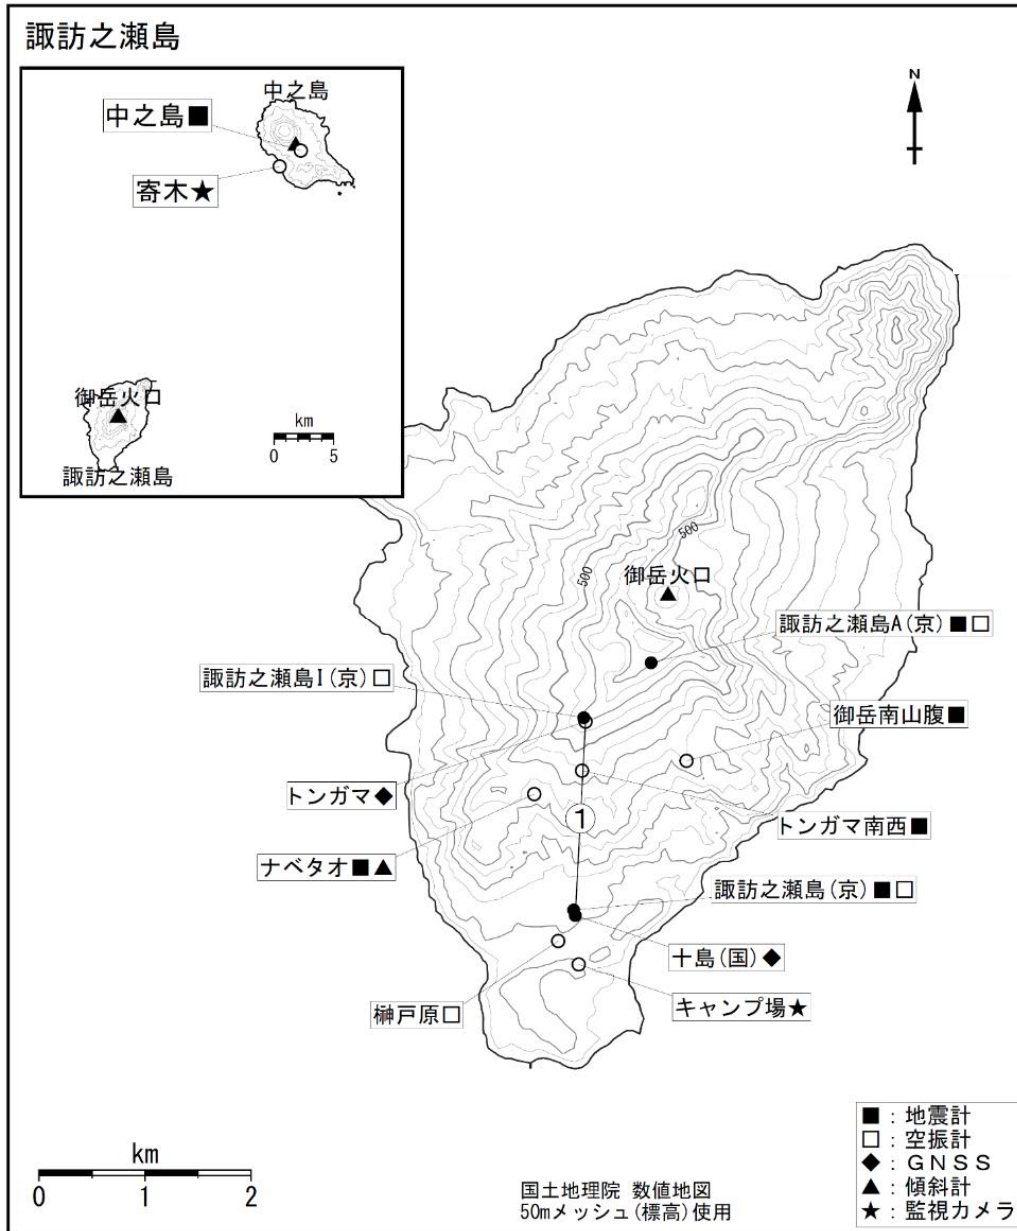 諏訪之瀬島
中之島
中之島■
寄木★
御岳火口
km
0 5
諏訪之瀬島
N
500
500
御岳火口
諏訪之瀬島A(京)■□
諏訪之瀬島I(京)□
御岳南山腹■
トンガマ◆
①
トンガマ南西■
ナベタオ■▲
諏訪之瀬島(京)■□
十島(国)◆
榊戸原□
キャンプ場★
km
0 1 2
国土地理院 数値地図
50mメッシュ(標高)使用
■:地震計
□:空振計
◆:GNSS
▲:傾斜計
★:監視カメラ